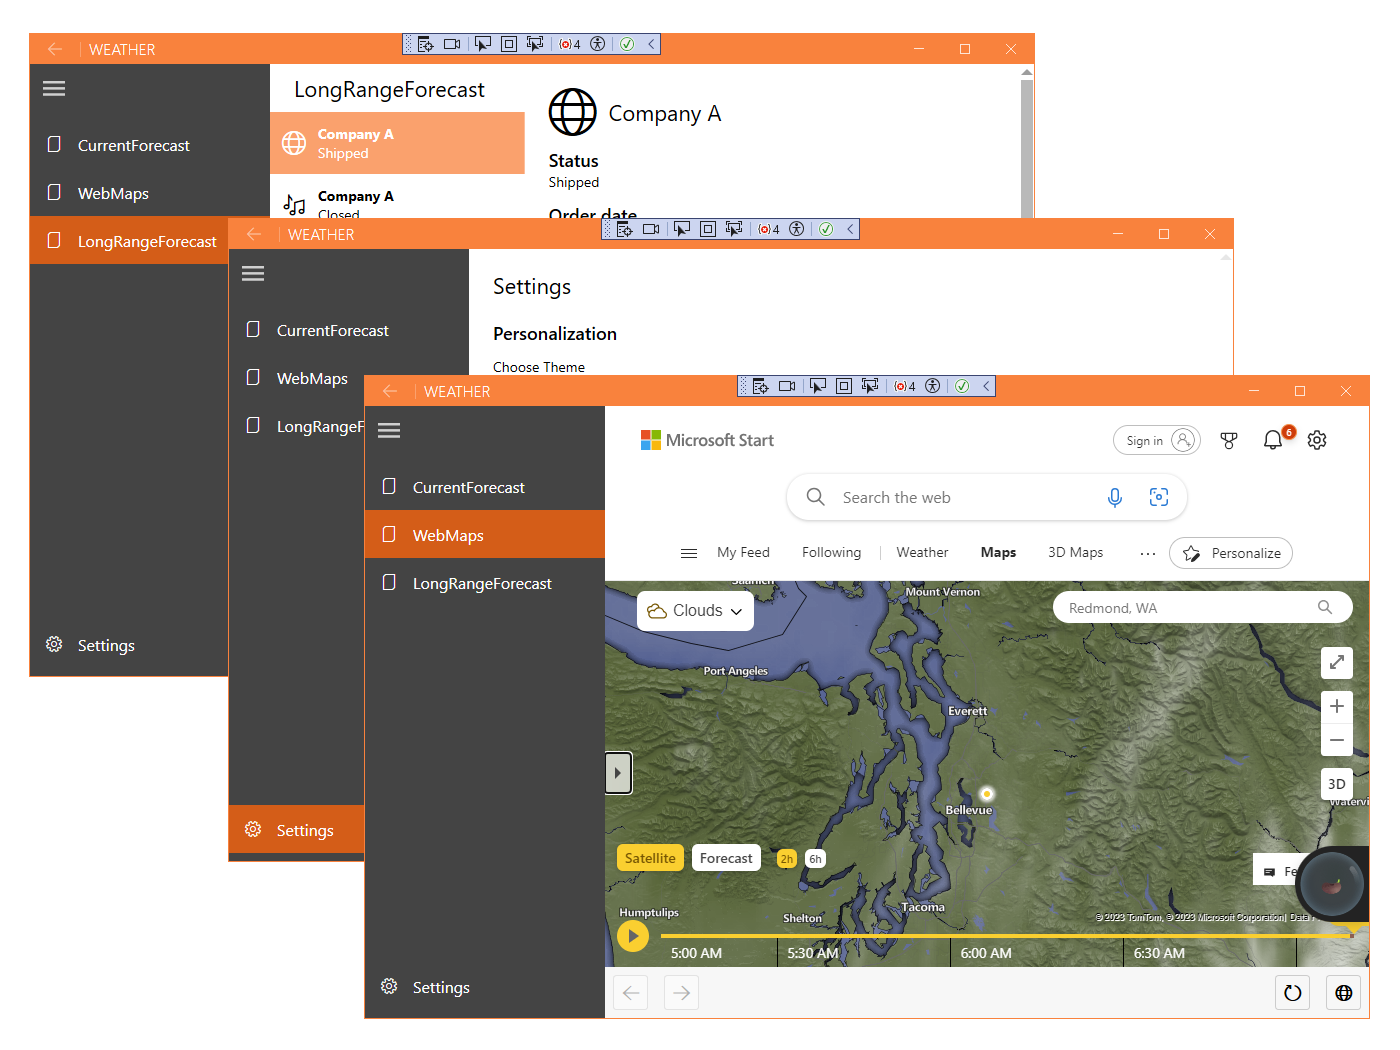 WEATHER
4
CurrentForecast
WebMaps
LongRangeForecast
Settings
LongRangeForecast
Company A
Shipped
Company A
Closed
Company A
Status
Shipped
Order date
WEATHER
4
CurrentForecast
WebMaps
LongRangeF
Settings
Settings
Personalization
Choose Theme
WEATHER
4
CurrentForecast
WebMaps
LongRangeForecast
Settings
Microsoft Start
Sign in
6
Search the web
My Feed Following Weather Maps 3D Maps ... Personalize
Saanich
Mount Vernon
Clouds
Redmond, WA
Port Angeles
Everett
3D
Bellevue
Satellite Forecast 2h 6h
Fe
Tacoma
Humptulips
Shelton
© 2023 TomTom, © 2023 Microsoft Corporation | Data
5:00 AM 5:30 AM 6:00 AM 6:30 AM